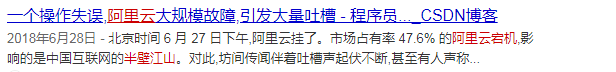 一个操作失误,阿里云大规模故障,引发大量吐槽 - 程序员..._CSDN博客
2018年6月28日 - 北京时间 6 月 27 日下午,阿里云挂了。市场占有率 47.6% 的阿里云宕机,影
响的是中国互联网的半壁江山。对此,坊间传闻伴着吐槽声起伏不断,甚至有人声称...